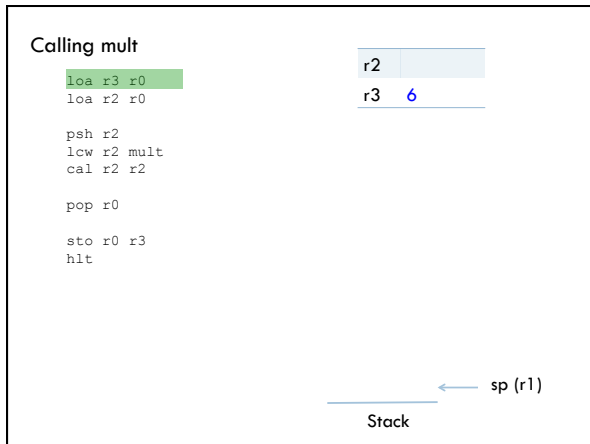 Calling mult
loa r3 r0
loa r2 r0
psh r2
lcw r2 mult
cal r2 r2
pop r0
sto r0 r3
hlt
r2
r3 6
sp (r1)
Stack